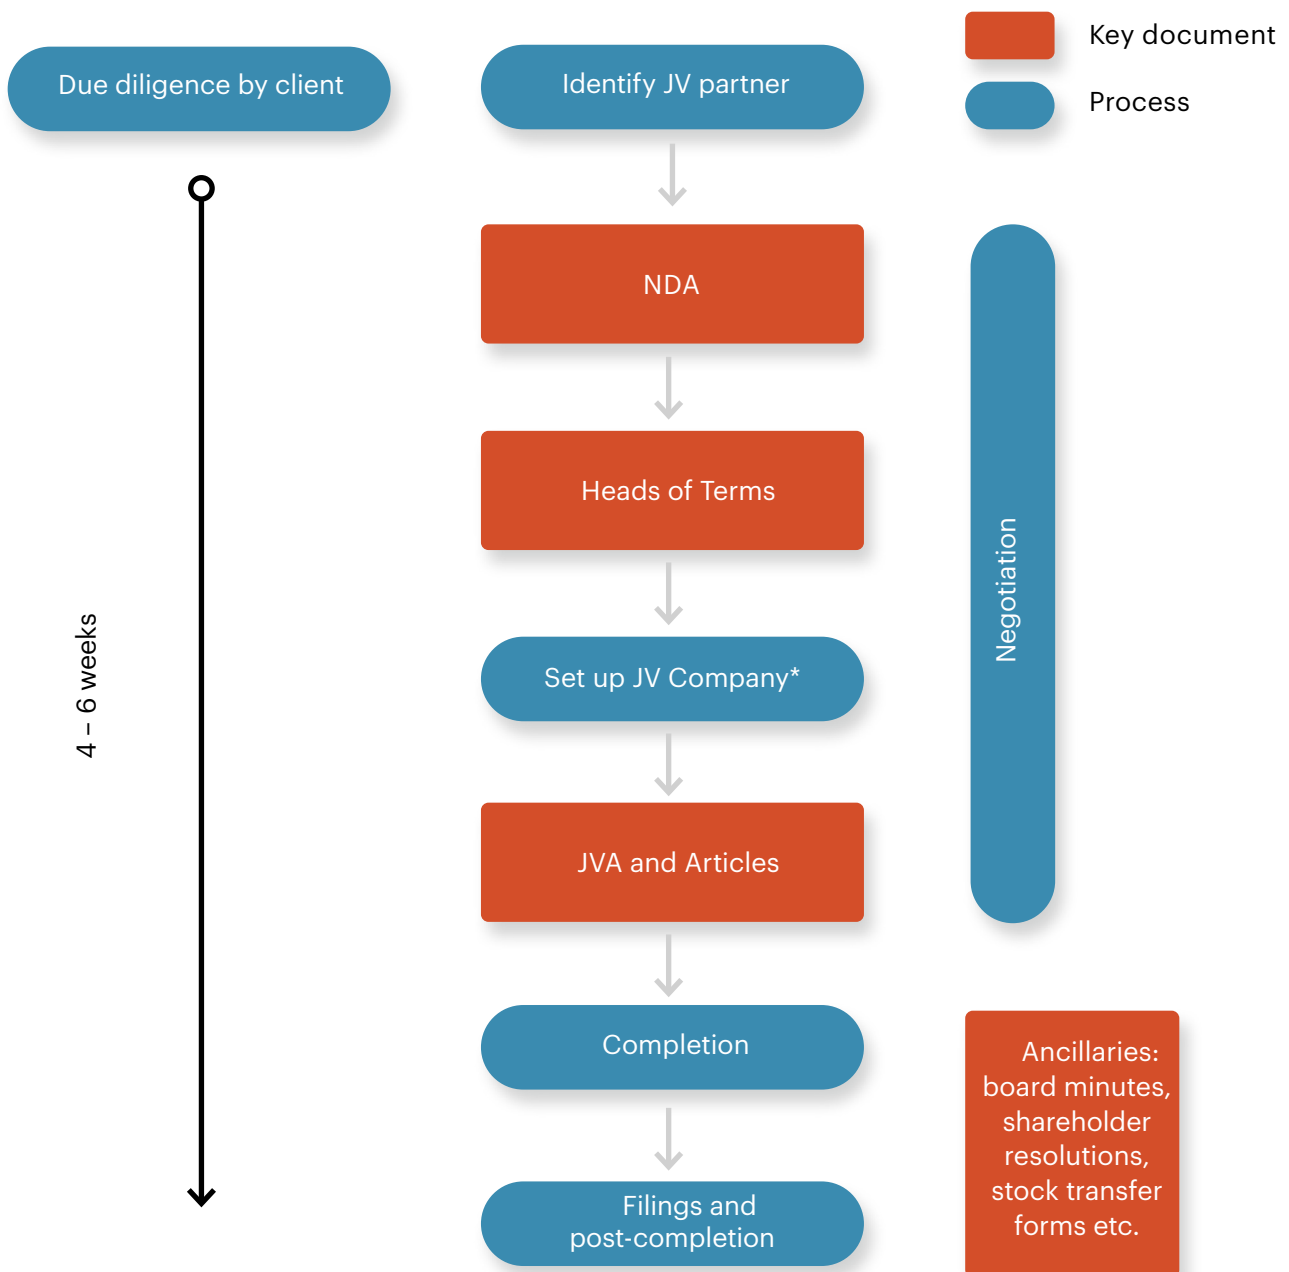 Due diligence by client
Identify JV partner
Key document
Process
NDA
Heads of Terms
Set up JV Company*
JVA and Articles
Completion
Filings and
post-completion
4 – 6 weeks
Negotiation
Ancillaries:
board minutes,
shareholder
resolutions,
stock transfer
forms etc.